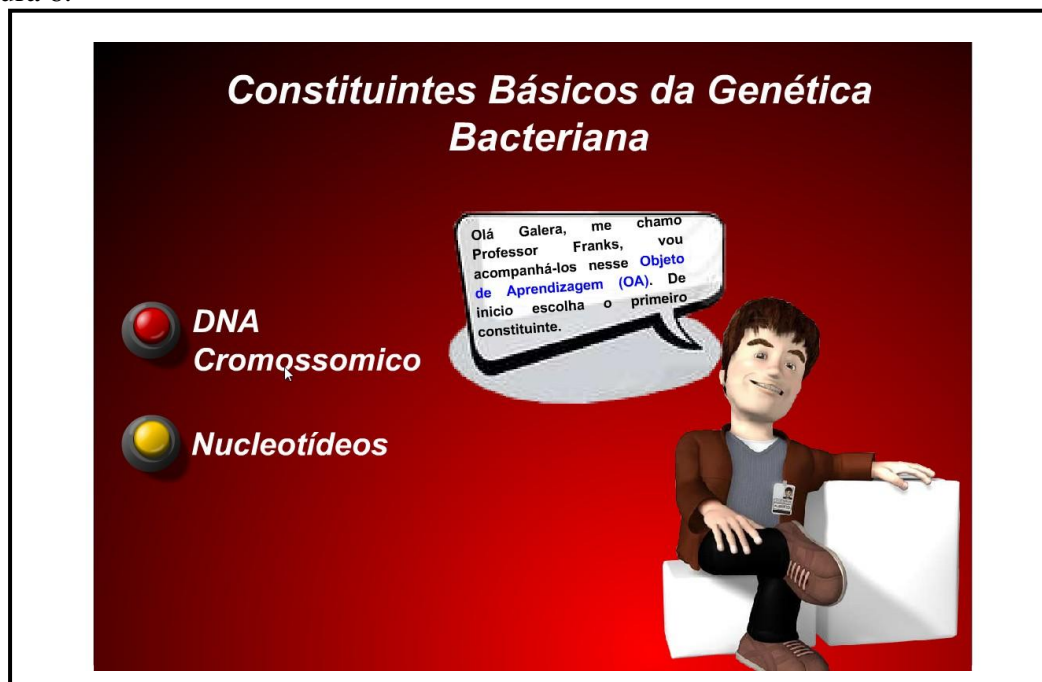 Constituintes Básicos da Genética
Bacteriana
Olá Galera, me chamo
Professor Franks, vou
acompanhá-los nesse Objeto
de Aprendizagem (OA). De
inicio escolha o primeiro
constituinte.
DNA
Cromossomico
Nucleotídeos